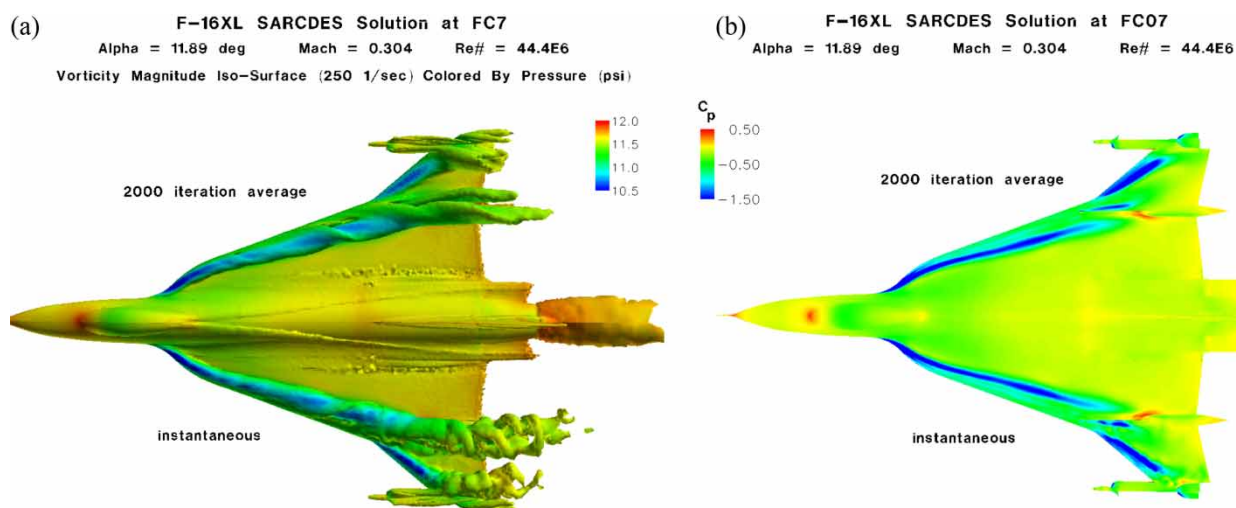 (a)
F-16XL SARCDES Solution at FC7
Alpha = 11.89 deg Mach = 0.304 Re# = 44.4E6
Vorticity Magnitude Iso-Surface (250 1/sec) Colored By Pressure (psi)
12.0
11.5
11.0
10.5
2000 iteration average
instantaneous
(b)
F-16XL SARCDES Solution at FC07
Alpha = 11.89 deg Mach = 0.304 Re# = 44.4E6
Cp
0.50
-0.50
-1.50
2000 iteration average
instantaneous